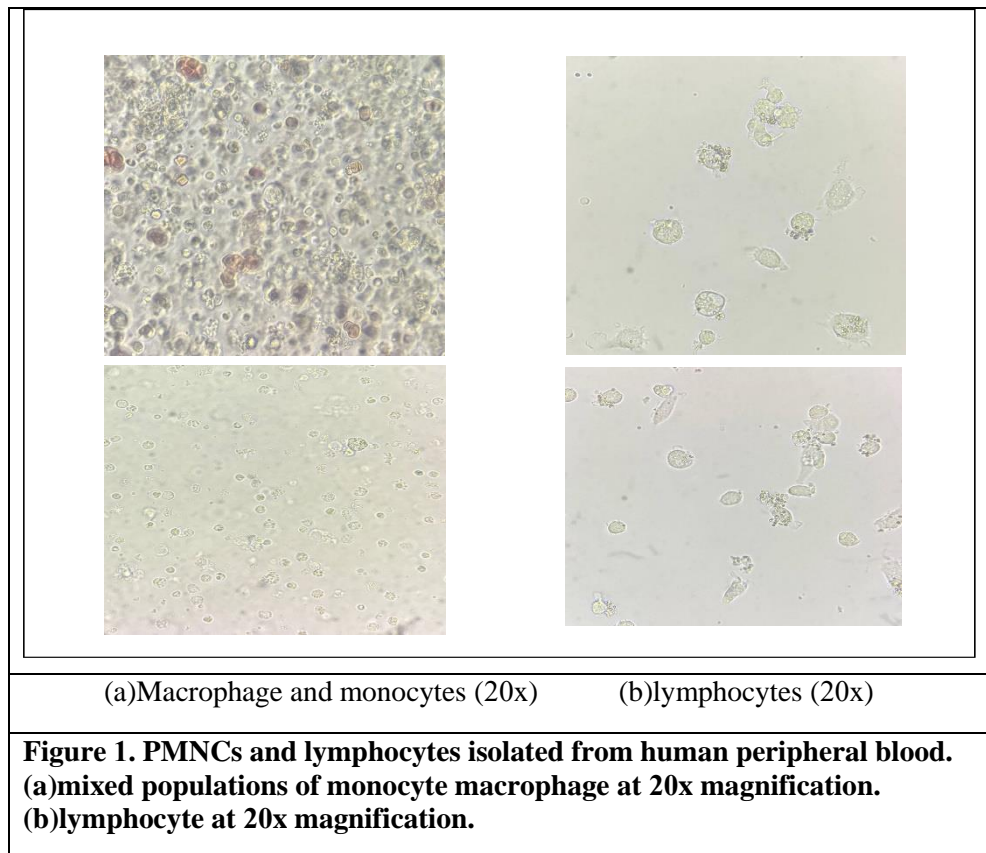 (a)Macrophage and monocytes (20x) (b)lymphocytes (20x)
Figure 1. PMNCs and lymphocytes isolated from human peripheral blood.
(a)mixed populations of monocyte macrophage at 20x magnification.
(b)lymphocyte at 20x magnification.